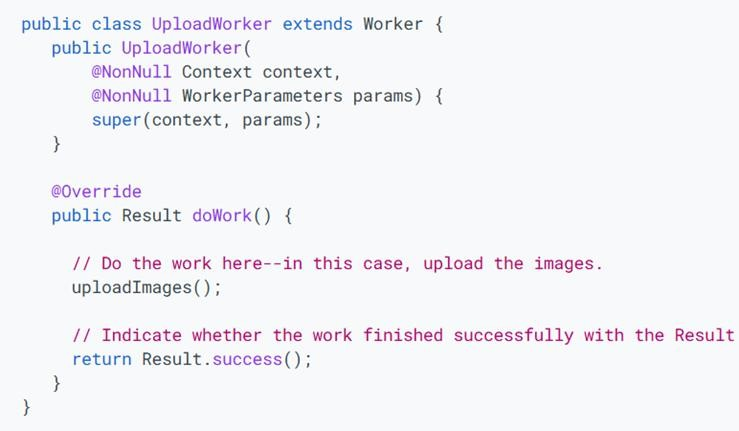 public class UploadWorker extends Worker {
public UploadWorker(
@NonNull Context context,
@NonNull WorkerParameters params) {
super(context, params);
}
@Override
public Result doWork() {
// Do the work here--in this case, upload the images.
uploadImages();
// Indicate whether the work finished successfully with the Result
return Result.success();
}
}